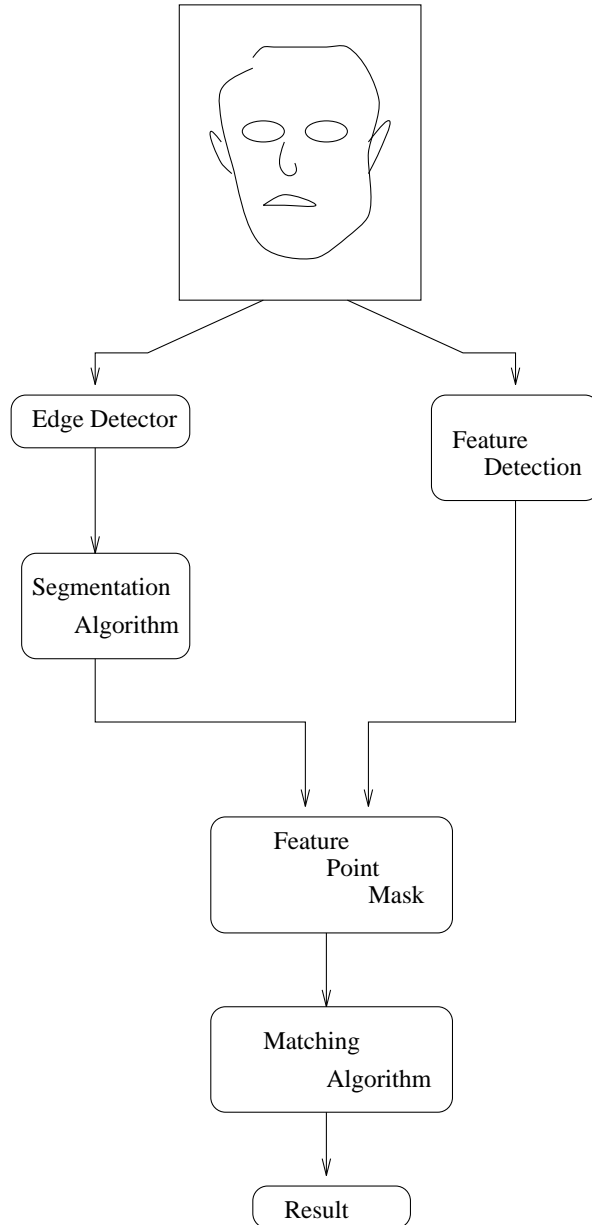 Edge Detector
Feature
Detection
Segmentation
Algorithm
Feature
Point
Mask
Matching
Algorithm
Result